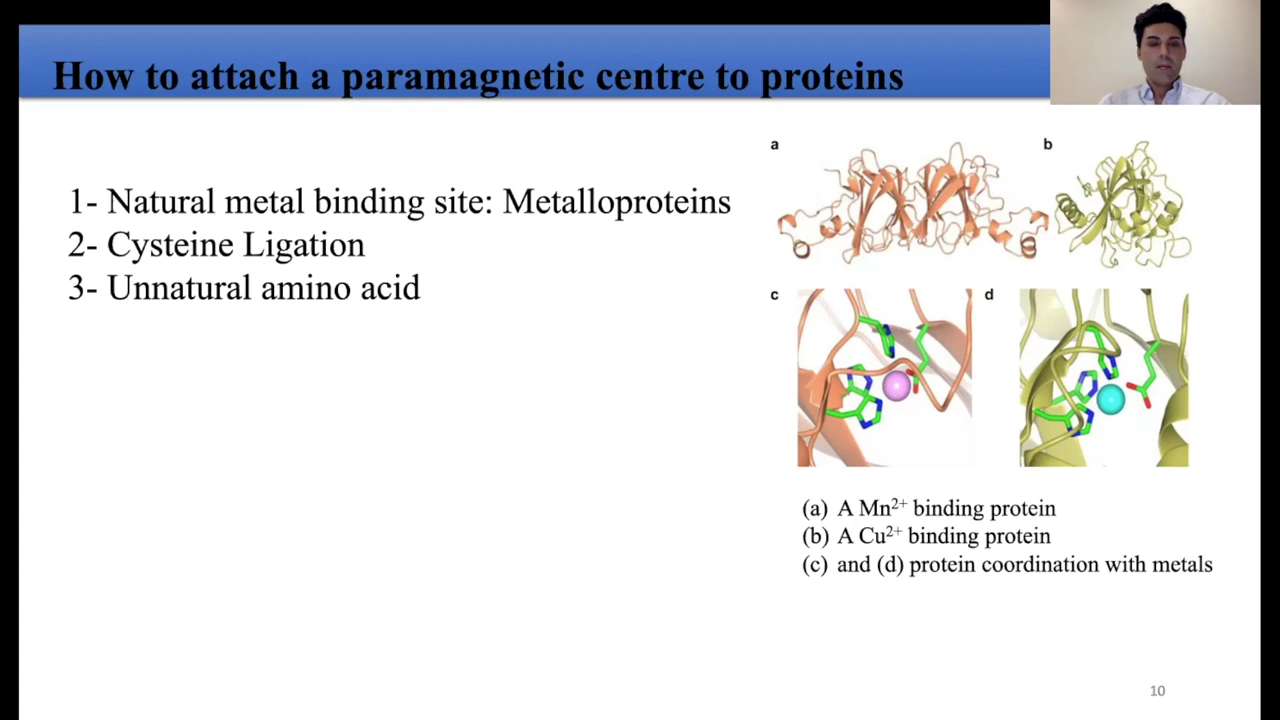 How to attach a paramagnetic centre to proteins
1- Natural metal binding site: Metalloproteins
2- Cysteine Ligation
3- Unnatural amino acid
a
b
c
d
(a) A Mn²⁺ binding protein
(b) A Cu²⁺ binding protein
(c) and (d) protein coordination with metals
10